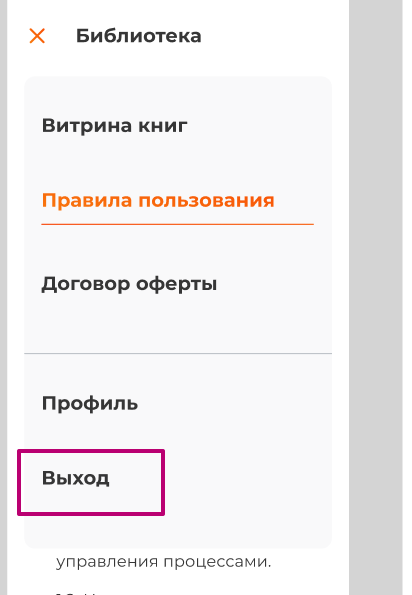 Библиотека
Витрина книг
Правила пользования
Договор оферты
Профиль
Выход
управления процессами.